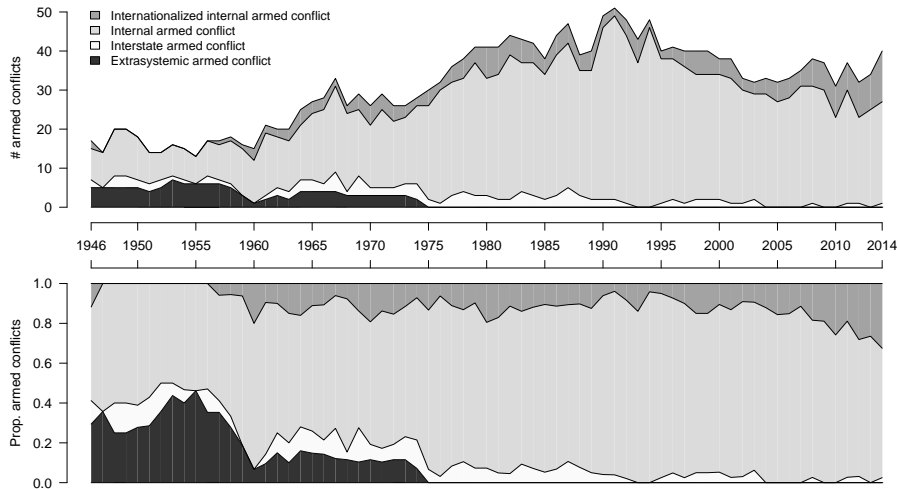 Internationalized internal armed conflict
Internal armed conflict
Interstate armed conflict
Extrasystemic armed conflict
# armed conflicts
50
40
30
20
10
0
1946 1950 1955 1960 1965 1970 1975 1980 1985 1990 1995 2000 2005 2010 2014
Prop. armed conflicts
1.0
0.8
0.6
0.4
0.2
0.0